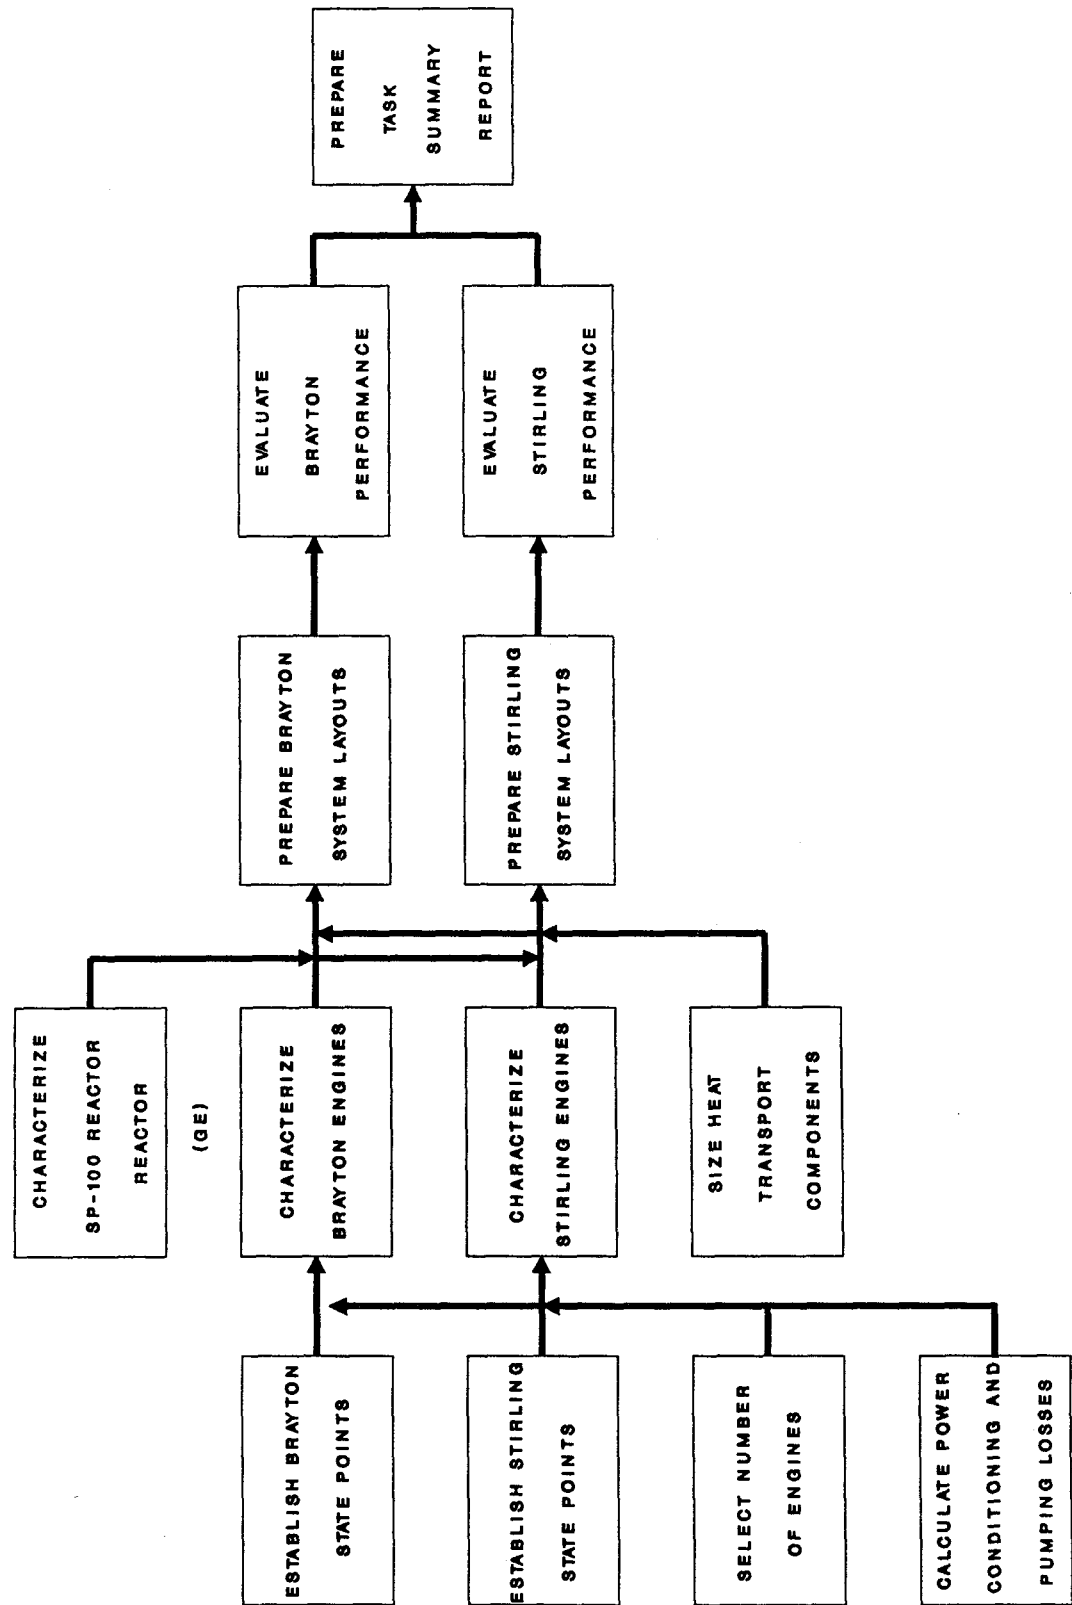 ESTABLISH BRAYTON
STATE POINTS
ESTABLISH STIRLING
STATE POINTS
SELECT NUMBER
OF ENGINES
CALCULATE POWER
CONDITIONING AND
PUMPING LOSSES
CHARACTERIZE
SP-100 REACTOR
REACTOR
(GE)
CHARACTERIZE
BRAYTON ENGINES
CHARACTERIZE
STIRLING ENGINES
SIZE HEAT
TRANSPORT
COMPONENTS
PREPARE BRAYTON
SYSTEM LAYOUTS
PREPARE STIRLING
SYSTEM LAYOUTS
EVALUATE
BRAYTON
PERFORMANCE
EVALUATE
STIRLING
PERFORMANCE
PREPARE
TASK
SUMMARY
REPORT